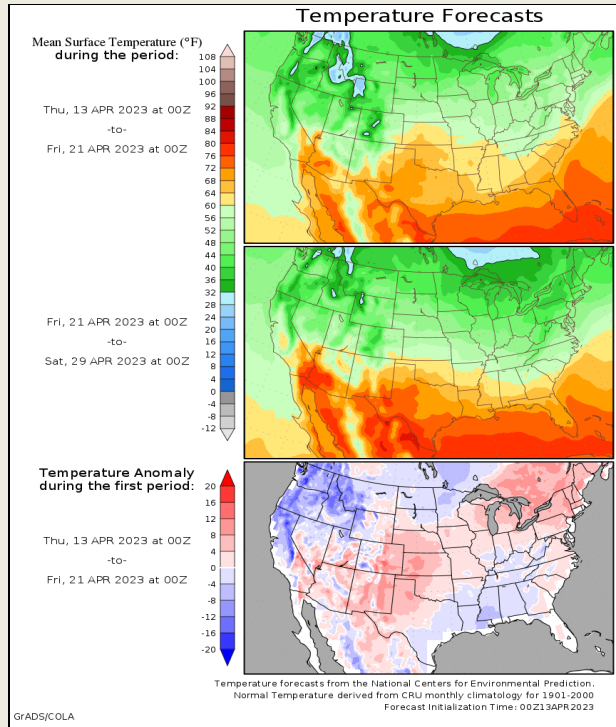 Temperature Forecasts
Mean Surface Temperature (°F)
during the period:
Thu, 13 APR 2023 at 00Z
-to-
Fri, 21 APR 2023 at 00Z
108
104
100
96
92
88
84
80
76
72
68
64
60
56
52
48
44
40
36
32
28
24
20
16
12
8
4
0
-4
-8
-12
Fri, 21 APR 2023 at 00Z
-to-
Sat, 29 APR 2023 at 00Z
Temperature Anomaly
during the first period:
Thu, 13 APR 2023 at 00Z
-to-
Fri, 21 APR 2023 at 00Z
20
16
12
8
4
0
-4
-8
-12
-16
-20
Temperature forecasts from the National Centers for Environmental Prediction.
Normal Temperature derived from CRU monthly climatology for 1901-2000
Forecast Initialization Time: 00Z13APR2023
GrADS/COLA